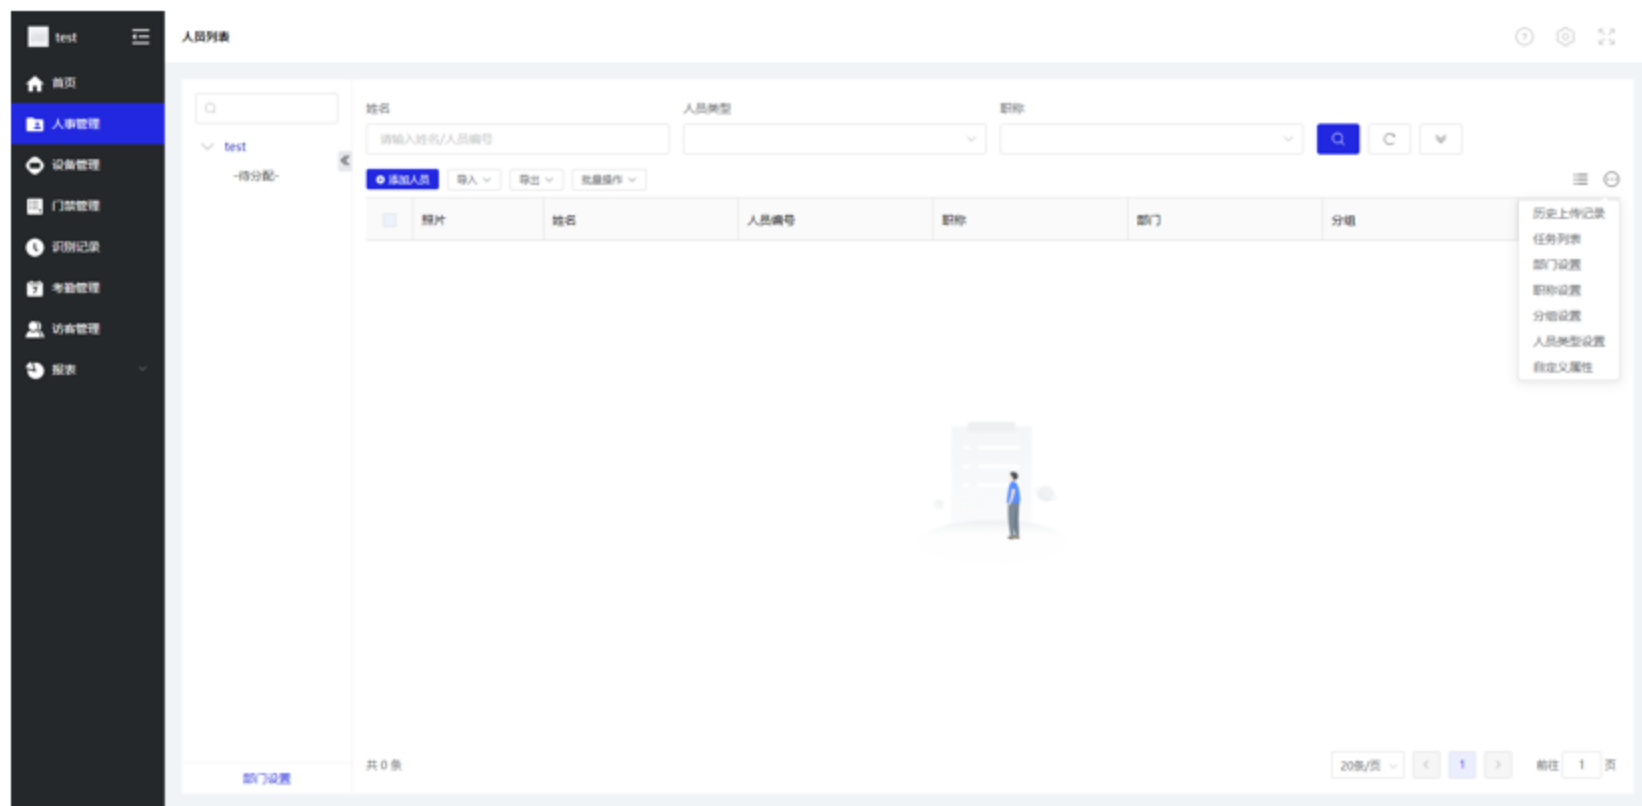 test
人员列表
首页
人事管理
设备管理
门禁管理
识别记录
考勤管理
访客管理
报表
test
-待分配-
部门设置
姓名
人员类型
职称
请输入姓名/人员编号
添加人员
导入
导出
批量操作
照片
姓名
人员编号
职称
部门
分组
历史上传记录
任务列表
部门设置
职称设置
分组设置
人员类型设置
自定义属性
共 0 条
20条/页
1
前往 1 页